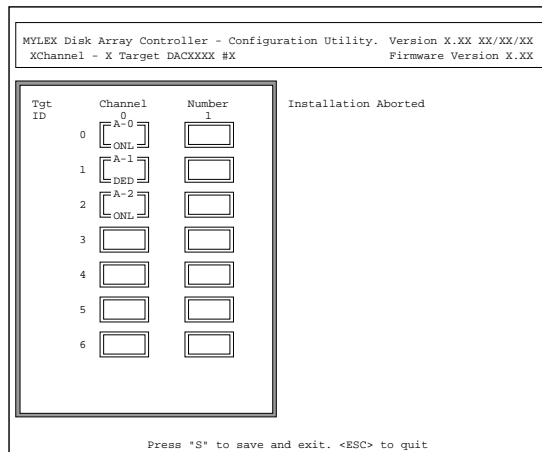 MYLEX Disk Array Controller - Configuration Utility. Version X.XX XX/XX/XX
XChannel - X Target DACXXXX #X Firmware Version X.XX
Tgt Channel Number Installation Aborted
ID 0 1
A-0
0
ONL
A-1
1
DED
A-2
2
ONL
3
4
5
6
Press "S" to save and exit. <ESC> to quit